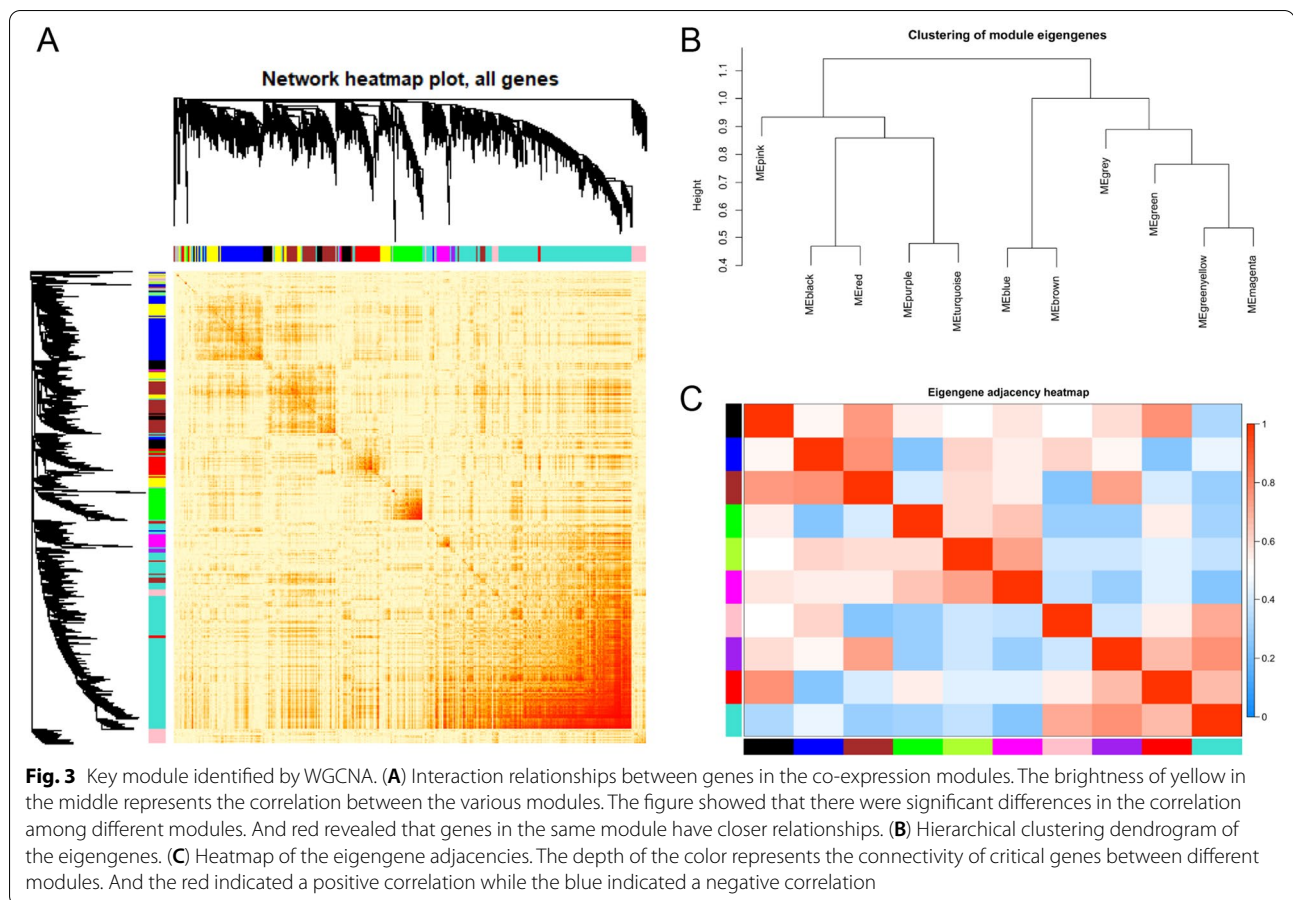 A
Network heatmap plot, all genes
B
Clustering of module eigengenes
Height
1.1
1.0
0.9
0.8
0.7
0.6
0.5
0.4
MEpink
MEblack
MEred
MEpurple
MEturquoise
MEblue
MEbrown
MEgrey
MEgreen
MEgreenyellow
MEmagenta
C
Eigengene adjacency heatmap
1
0.8
0.6
0.4
0.2
0
Fig. 3 Key module identified by WGCNA. (A) Interaction relationships between genes in the co-expression modules. The brightness of yellow in
the middle represents the correlation between the various modules. The figure showed that there were significant differences in the correlation
among different modules. And red revealed that genes in the same module have closer relationships. (B) Hierarchical clustering dendrogram of
the eigengenes. (C) Heatmap of the eigengene adjacencies. The depth of the color represents the connectivity of critical genes between different
modules. And the red indicated a positive correlation while the blue indicated a negative correlation